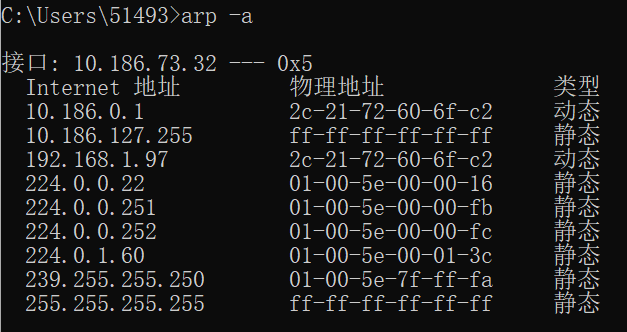 C:\Users\51493>arp -a
接口: 10.186.73.32 --- 0x5
Internet 地址 物理地址 类型
10.186.0.1 2c-21-72-60-6f-c2 动态
10.186.127.255 ff-ff-ff-ff-ff-ff 静态
192.168.1.97 2c-21-72-60-6f-c2 动态
224.0.0.22 01-00-5e-00-00-16 静态
224.0.0.251 01-00-5e-00-00-fb 静态
224.0.0.252 01-00-5e-00-00-fc 静态
224.0.1.60 01-00-5e-00-01-3c 静态
239.255.255.250 01-00-5e-7f-ff-fa 静态
255.255.255.255 ff-ff-ff-ff-ff-ff 静态